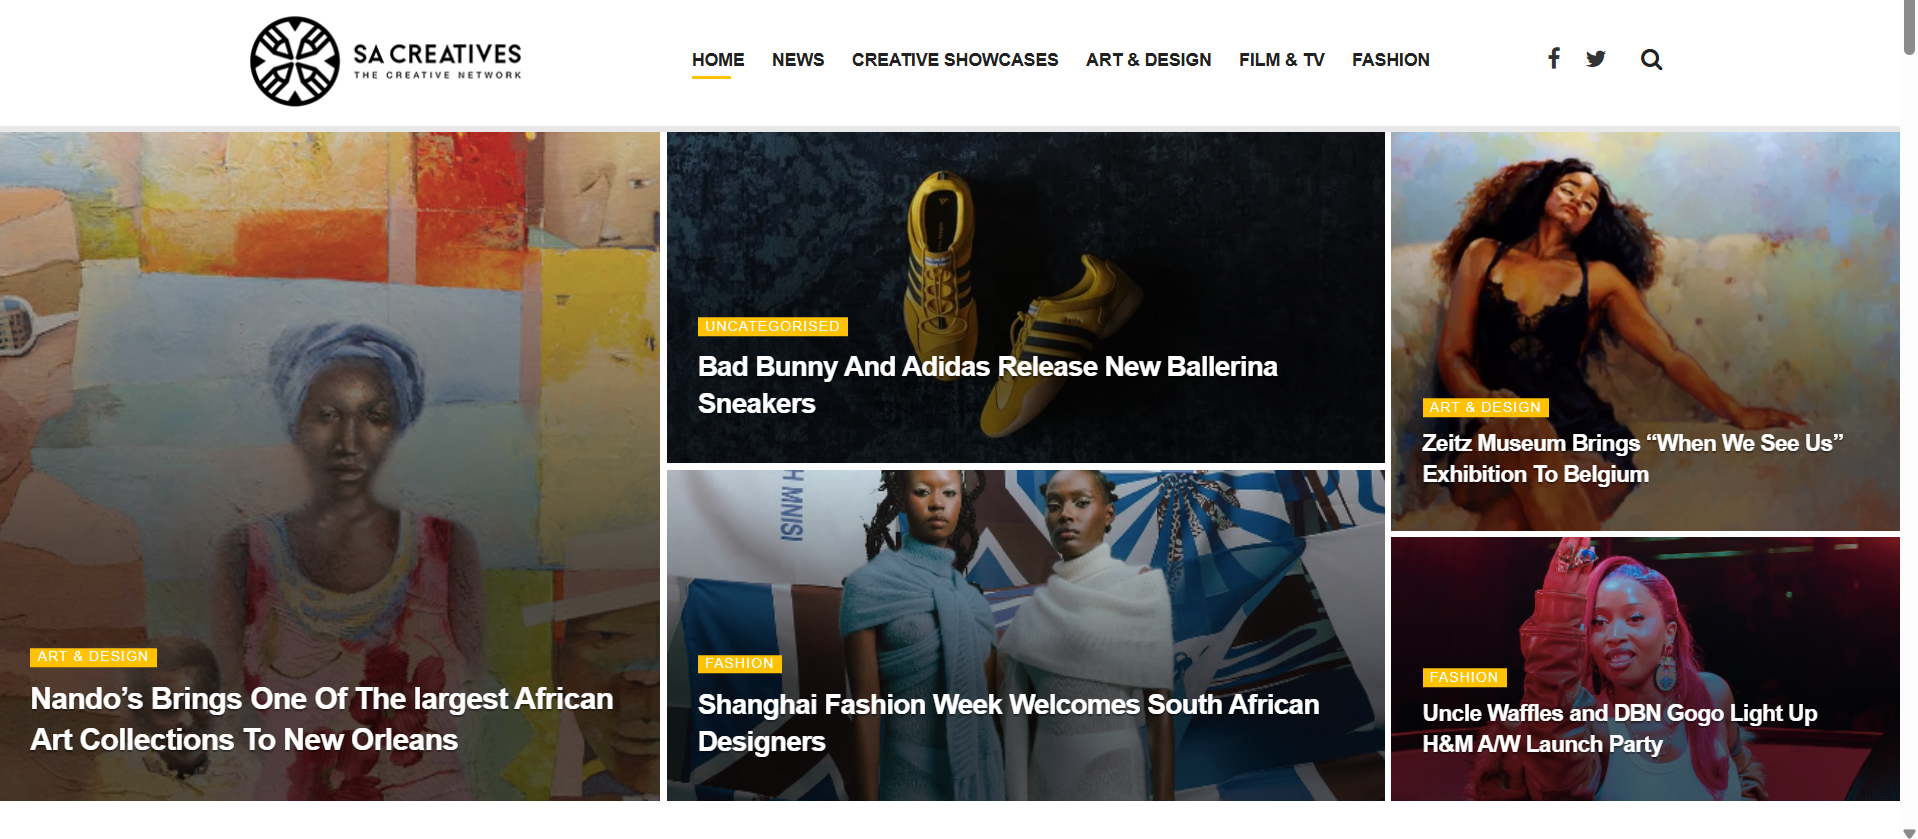 SA CREATIVES
THE CREATIVE NETWORK
HOME NEWS CREATIVE SHOWCASES ART & DESIGN FILM & TV FASHION
ART & DESIGN
Nando’s Brings One Of The largest African
Art Collections To New Orleans
UNCATEGORISED
Bad Bunny And Adidas Release New Ballerina
Sneakers
H MNISI
FASHION
Shanghai Fashion Week Welcomes South African
Designers
ART & DESIGN
Zeitz Museum Brings “When We See Us”
Exhibition To Belgium
FASHION
Uncle Waffles and DBN Gogo Light Up
H&M A/W Launch Party